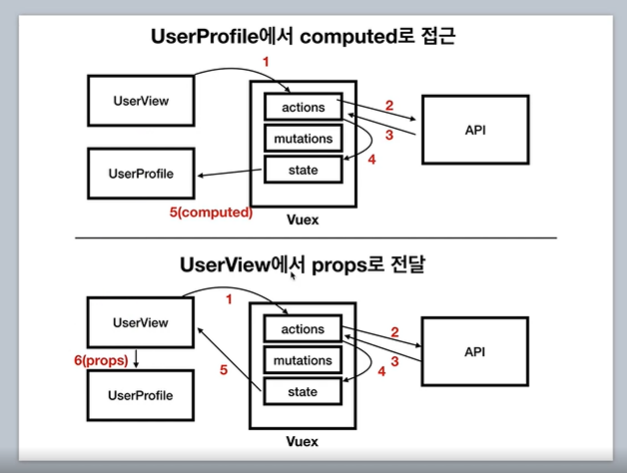 UserProfile에서 computed로 접근
1
UserView
actions
2
API
3
mutations
4
UserProfile
state
5(computed)
Vuex
UserView에서 props로 전달
1
UserView
actions
2
API
3
6(props)
5
mutations
4
UserProfile
state
Vuex